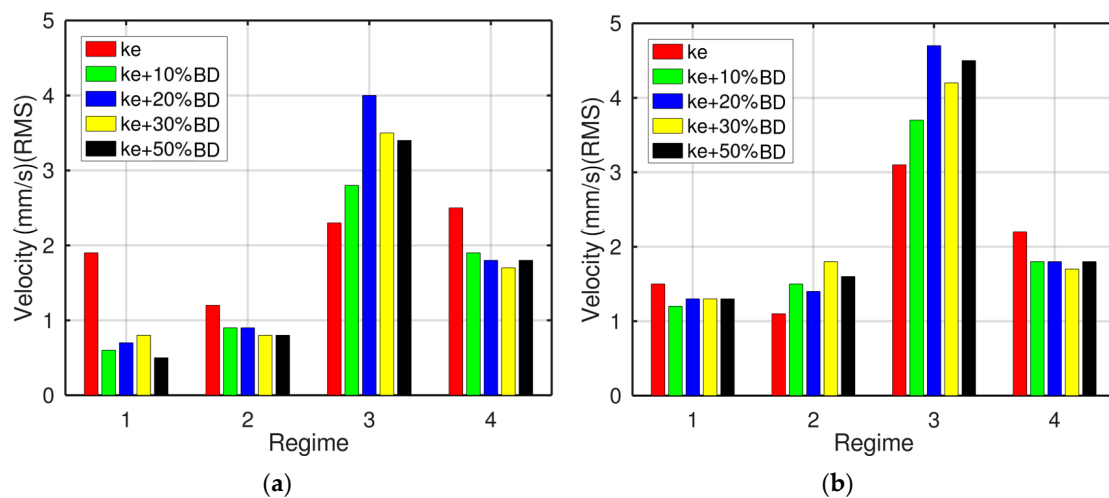 5
4
3
2
1
0
Velocity (mm/s)(RMS)
ke
ke+10%BD
ke+20%BD
ke+30%BD
ke+50%BD
1 2 3 4
Regime
(a)
5
4
3
2
1
0
Velocity (mm/s)(RMS)
ke
ke+10%BD
ke+20%BD
ke+30%BD
ke+50%BD
1 2 3 4
Regime
(b)